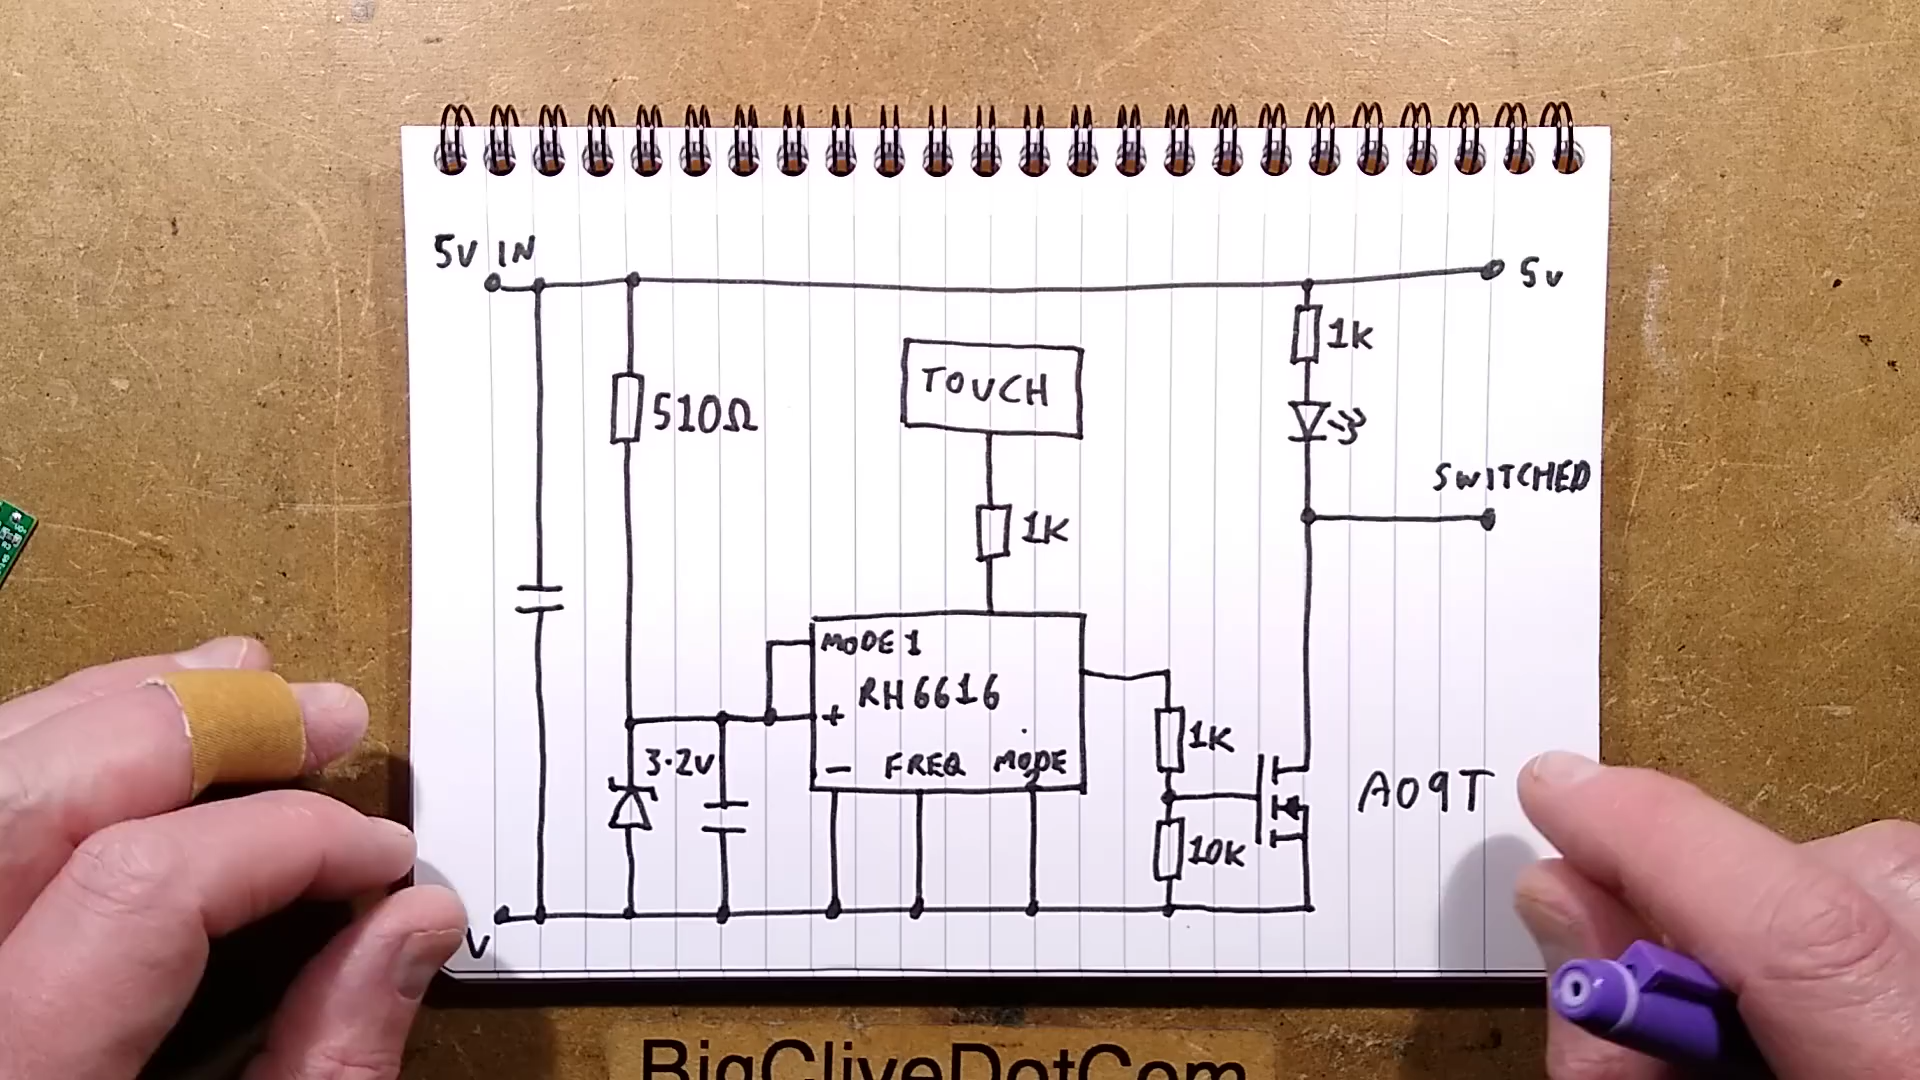 5V IN
5V
1K
TOUCH
510Ω
SWITCHED
1K
MODE 1
RH6616
+
3.2V
1K
- FREQ MODE
A09T
10K
V
BigCliveDotCom